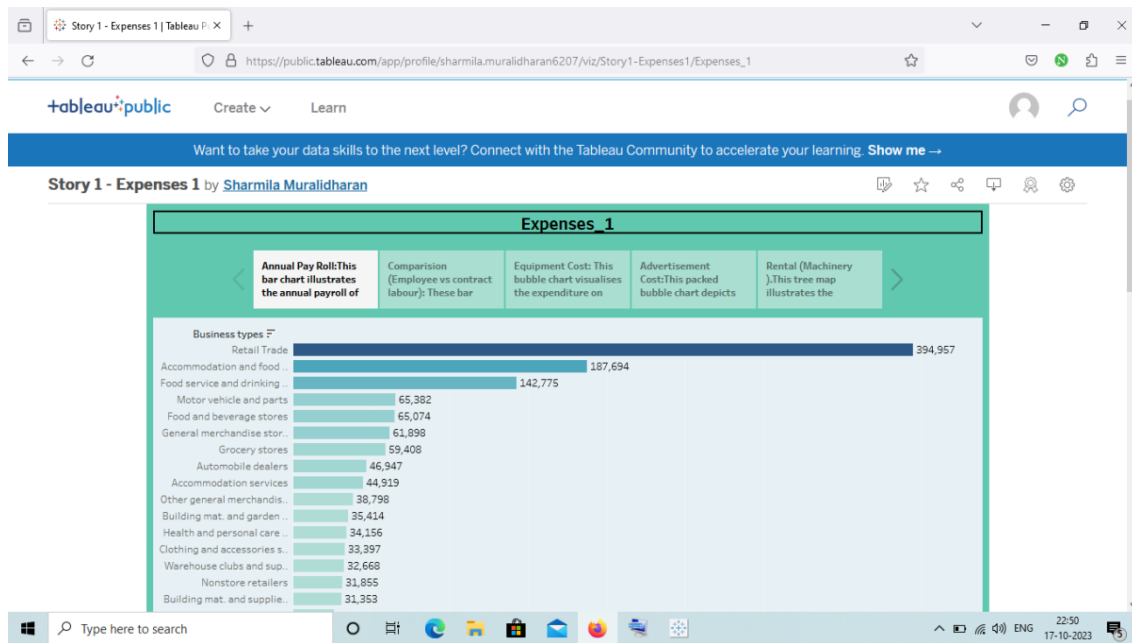 Story 1 - Expenses 1 | Tableau Pu
https://public.tableau.com/app/profile/sharmila.muralidharan6207/viz/Story1-Expenses1/Expenses_1
+ableau public Create Learn
Want to take your data skills to the next level? Connect with the Tableau Community to accelerate your learning. Show me →
Story 1 - Expenses 1 by Sharmila Muralidharan
Expenses_1
Annual Pay Roll:This
bar chart illustrates
the annual payroll of
Comparision
(Employee vs contract
labour): These bar
Equipment Cost: This
bubble chart visualises
the expenditure on
Advertisement
Cost:This packed
bubble chart depicts
Rental (Machinery
).This tree map
illustrates the
Business types
Retail Trade 394,957
Accommodation and food .. 187,694
Food service and drinking .. 142,775
Motor vehicle and parts 65,382
Food and beverage stores 65,074
General merchandise stor.. 61,898
Grocery stores 59,408
Automobile dealers 46,947
Accommodation services 44,919
Other general merchandis.. 38,798
Building mat. and garden .. 35,414
Health and personal care .. 34,156
Clothing and accessories s.. 33,397
Warehouse clubs and sup.. 32,668
Nonstore retailers 31,855
Building mat. and supplie.. 31,353
Type here to search
ENG
22:50
17-10-2023
5